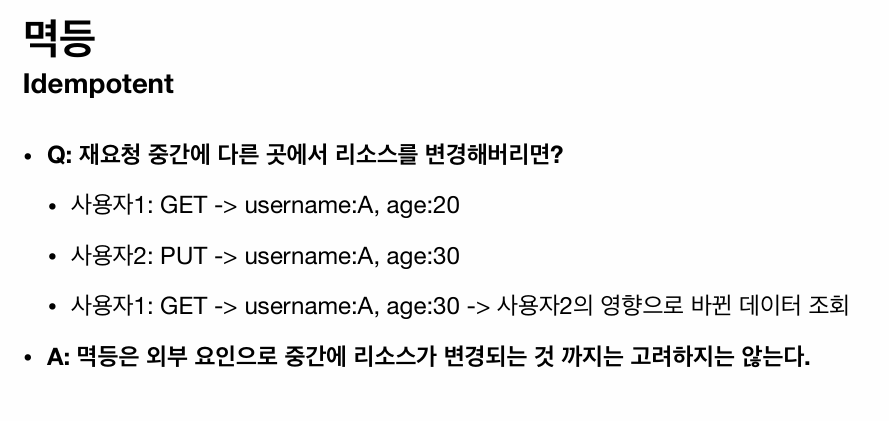 멱등
Idempotent
• Q: 재요청 중간에 다른 곳에서 리소스를 변경해버리면?
• 사용자1: GET -> username:A, age:20
• 사용자2: PUT -> username:A, age:30
• 사용자1: GET -> username:A, age:30 -> 사용자2의 영향으로 바뀐 데이터 조회
• A: 멱등은 외부 요인으로 중간에 리소스가 변경되는 것 까지는 고려하지는 않는다.